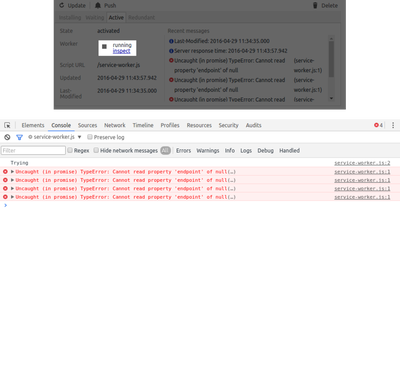 Update Push Delete
Installing Waiting Active Redundant
State activated
Recent messages
Last-Modified: 2016-04-29 11:34:35.000
Server response time: 2016-04-29 11:43:57.942
Worker running
inspect
Uncaught (in promise) TypeError: Cannot read property 'endpoint' of null (service-worker.js:1)
Script URL /service-worker.js
Uncaught (in promise) TypeError: Cannot read property 'endpoint' of null (service-worker.js:1)
Updated 2016-04-29 11:43:57.942
Last-Modified 2016-04-29 11:34:35.000
Uncaught (in promise) TypeError: Cannot read (service-
Elements Console Sources Network Timeline Profiles Resources Security Audits 4
service-worker.js Preserve log
Filter Regex Hide network messages All Errors Warnings Info Logs Debug Handled
Trying service-worker.js:2
Uncaught (in promise) TypeError: Cannot read property 'endpoint' of null(…) service-worker.js:1
Uncaught (in promise) TypeError: Cannot read property 'endpoint' of null(…) service-worker.js:1
Uncaught (in promise) TypeError: Cannot read property 'endpoint' of null(…) service-worker.js:1
Uncaught (in promise) TypeError: Cannot read property 'endpoint' of null(…) service-worker.js:1